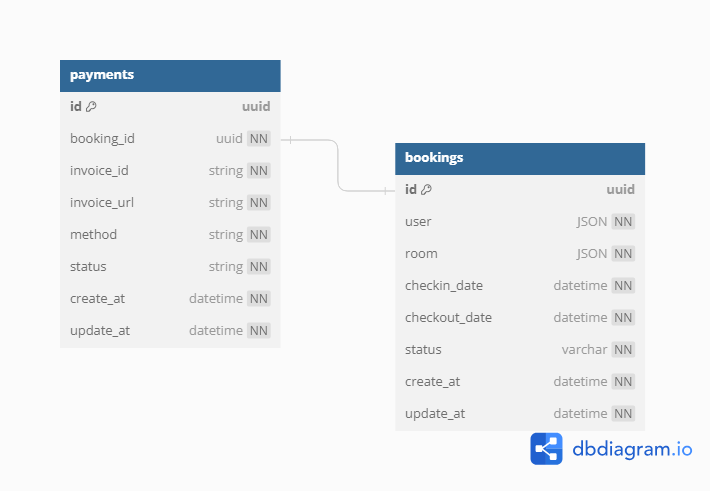 payments
id uuid
booking_id uuid NN
invoice_id string NN
invoice_url string NN
method string NN
status string NN
create_at datetime NN
update_at datetime NN
bookings
id uuid
user JSON NN
room JSON NN
checkin_date datetime NN
checkout_date datetime NN
status varchar NN
create_at datetime NN
update_at datetime NN
dbdiagram.io